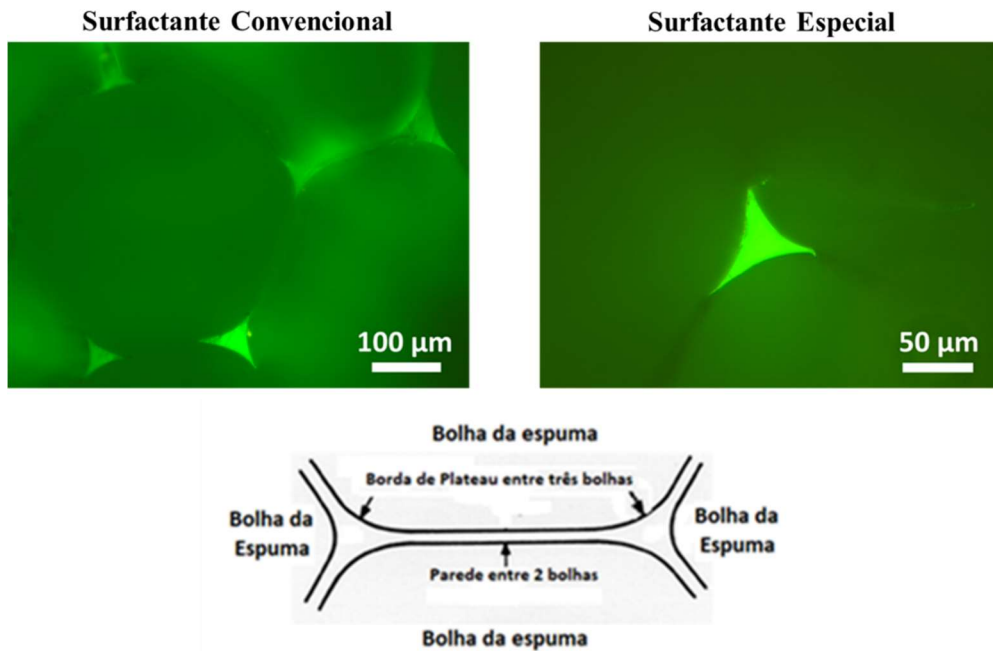 Surfactante Convencional
Surfactante Especial
100 µm
50 µm
Bolha da espuma
Borda de Plateau entre três bolhas
Bolha da
Espuma
Bolha da
Espuma
Parede entre 2 bolhas
Bolha da espuma